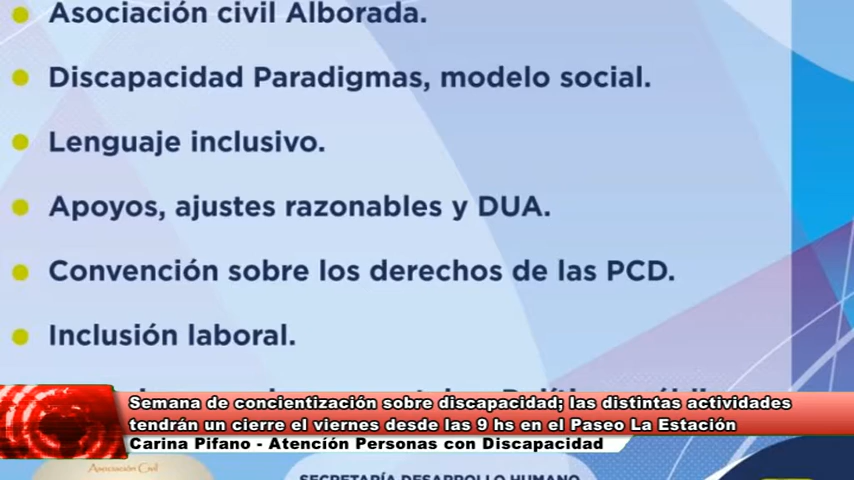 Asociación civil Alborada.
Discapacidad Paradigmas, modelo social.
Lenguaje inclusivo.
Apoyos, ajustes razonables y DUA.
Convención sobre los derechos de las PCD.
Inclusión laboral.
Semana de concientización sobre discapacidad; las distintas actividades
tendrán un cierre el viernes desde las 9 hs en el Paseo La Estación
Carina Pifano - Atención Personas con Discapacidad
Asociación Civil
SECRETARÍA DESARROLLO HUMANO